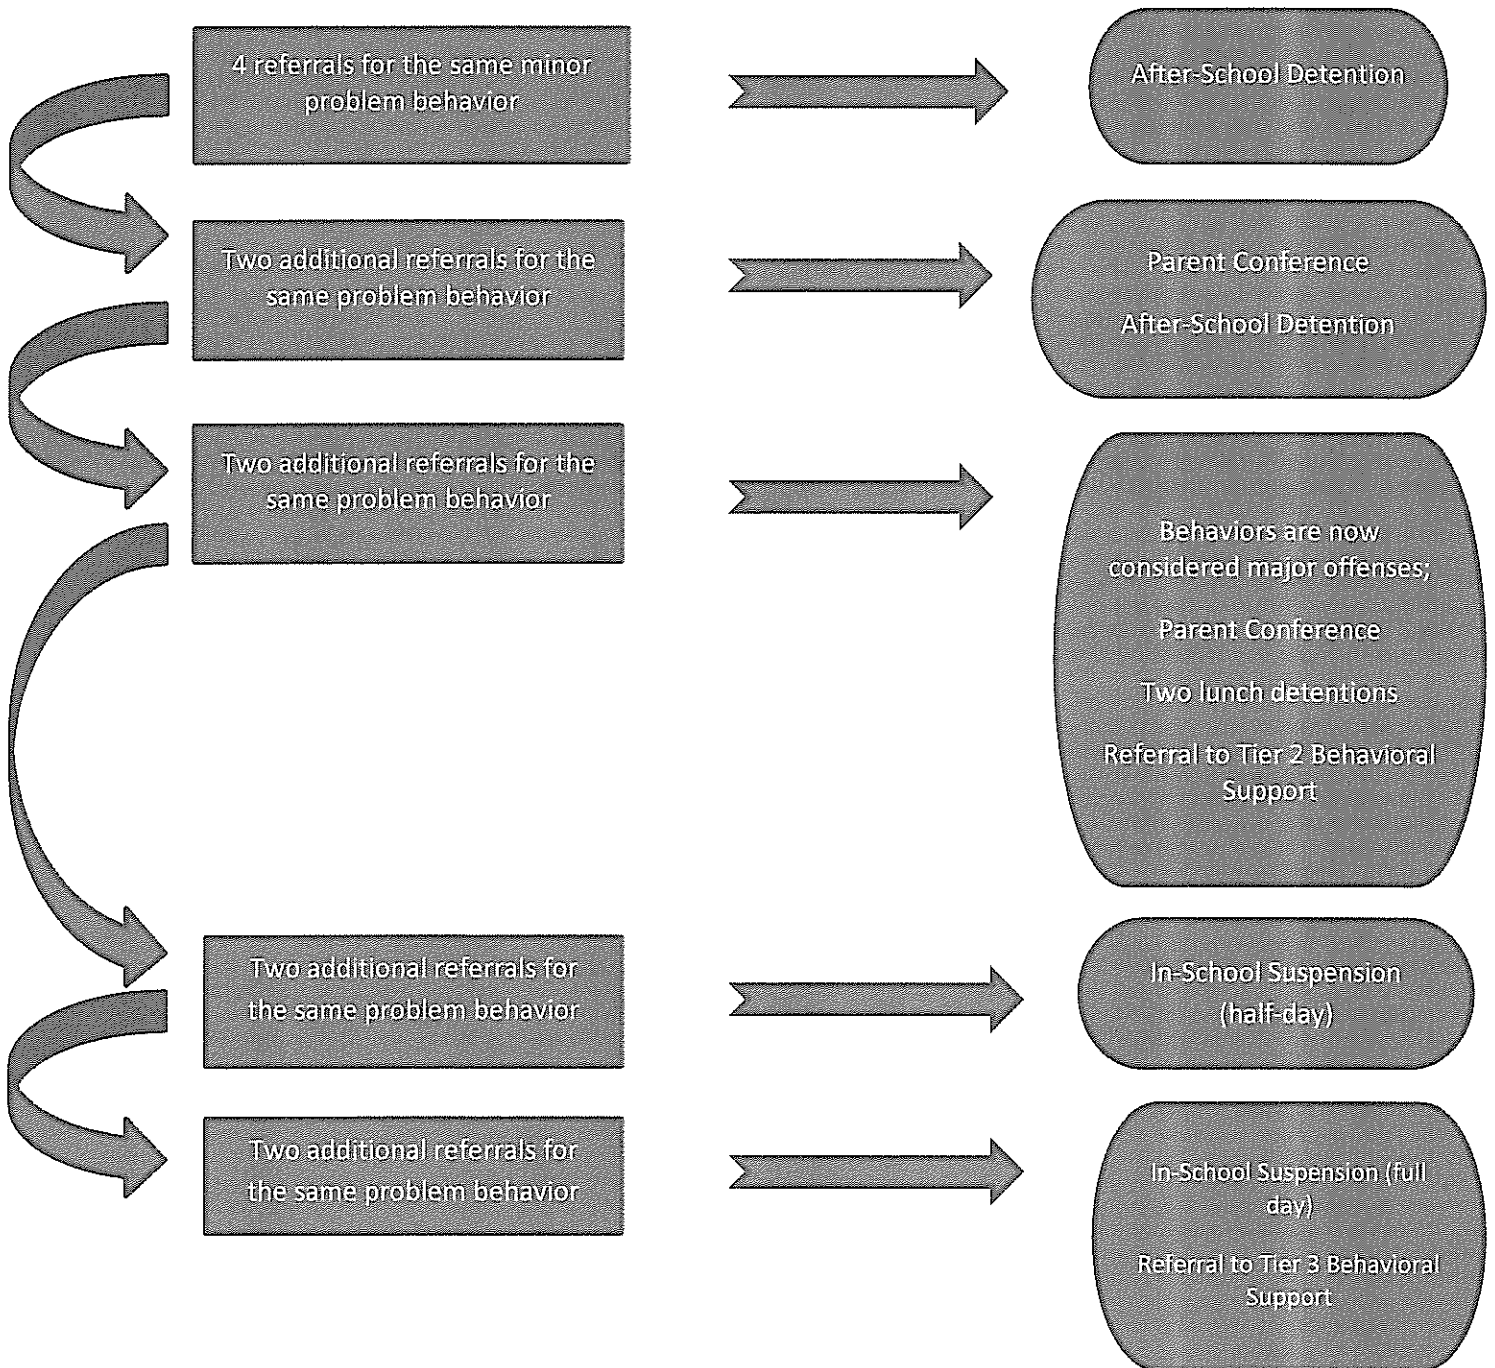 4 referrals for the same minor
problem behavior
After-School Detention
Two additional referrals for the
same problem behavior
Parent Conference
After-School Detention
Two additional referrals for the
same problem behavior
Behaviors are now
considered major offenses;
Parent Conference
Two lunch detentions
Referral to Tier 2 Behavioral
Support
Two additional referrals for
the same problem behavior
In-School Suspension
(half-day)
Two additional referrals for
the same problem behavior
In-School Suspension (full
day)
Referral to Tier 3 Behavioral
Support